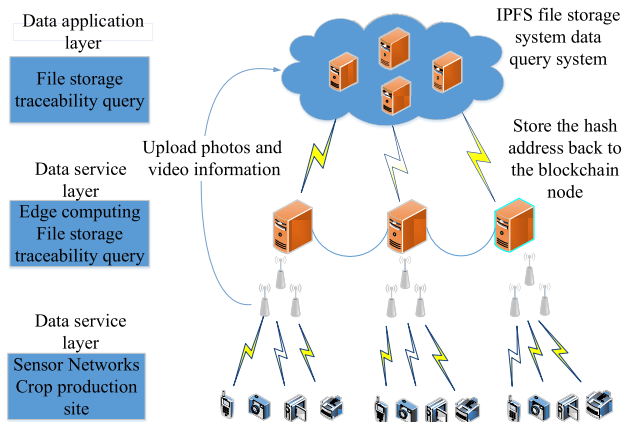 Data application
layer
File storage
traceability query
IPFS file storage
system data
query system
Upload photos and
video information
Store the hash
address back to
the blockchain
node
Data service
layer
Edge computing
File storage
traceability query
Data service
layer
Sensor Networks
Crop production
site